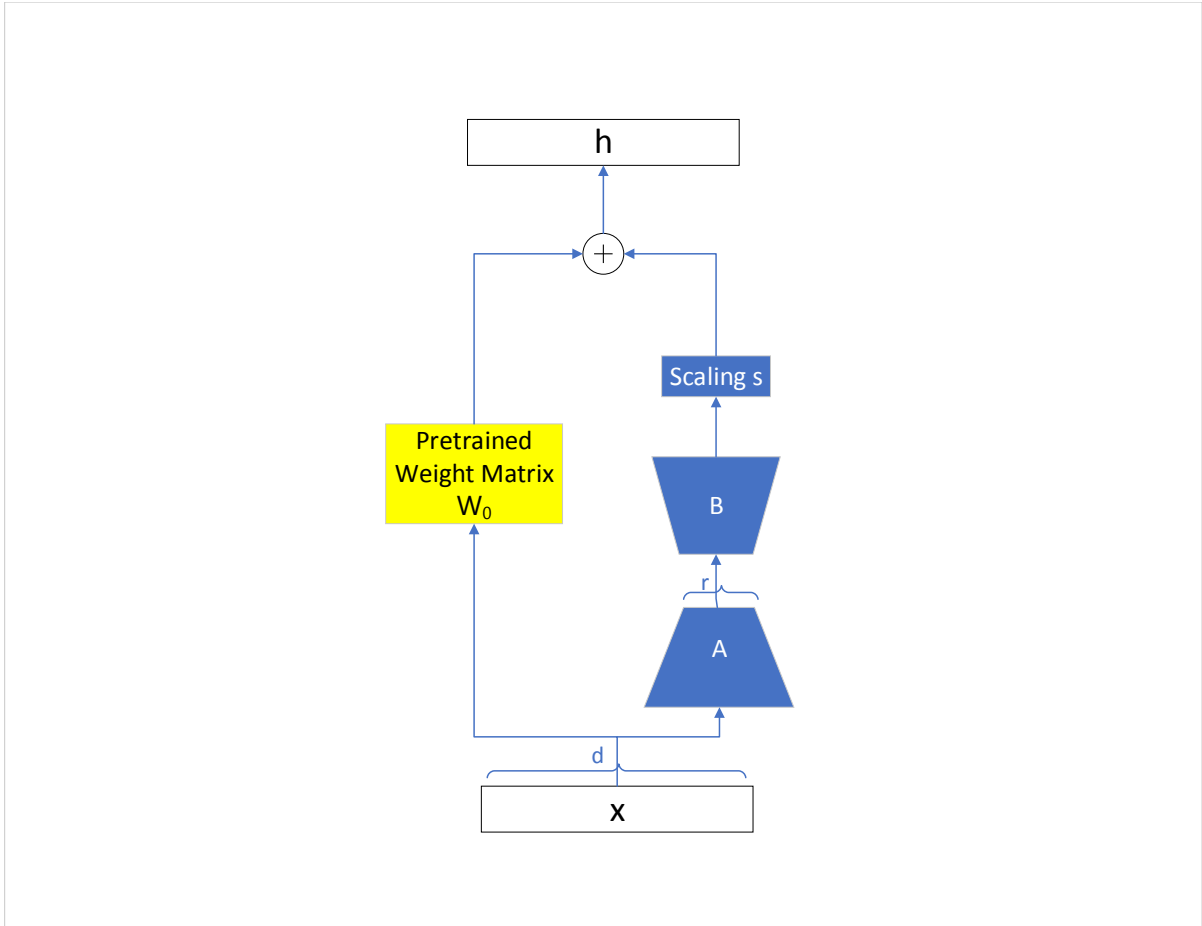 h
+
Scaling s
Pretrained
Weight Matrix
W₀
B
r
A
d
x